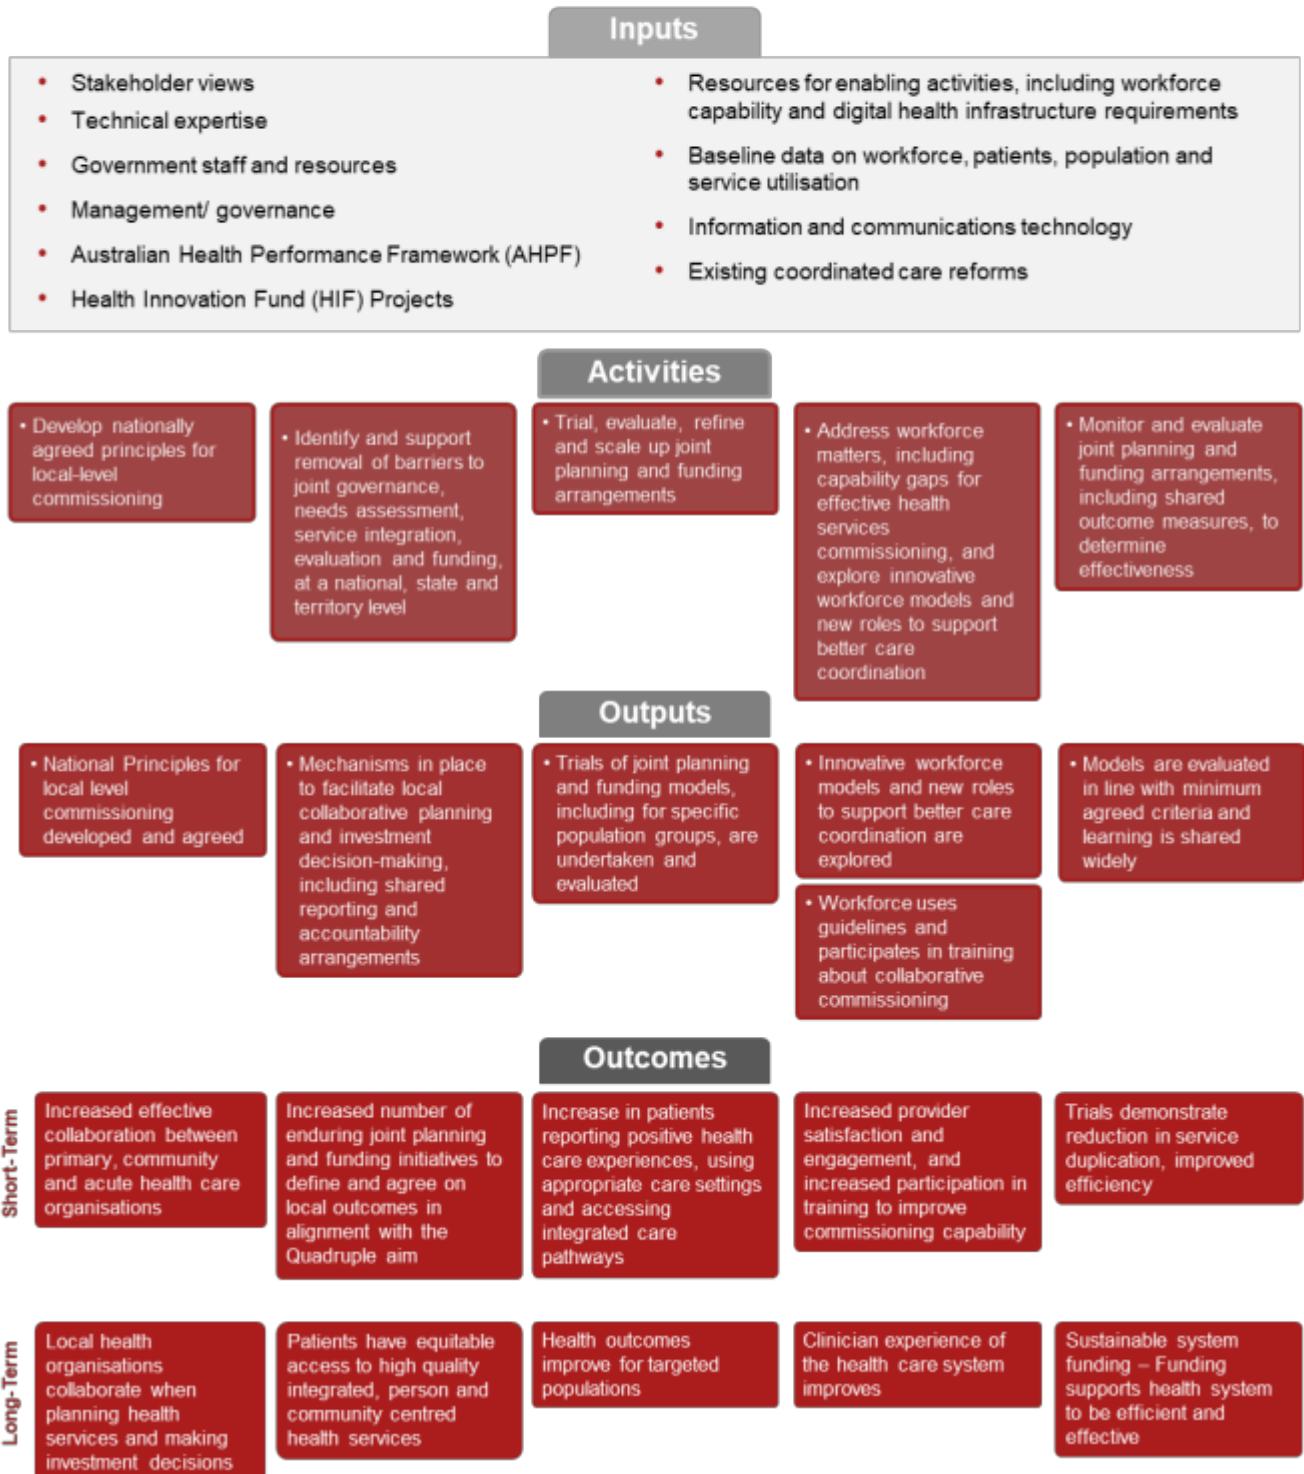 Inputs
• Stakeholder views
• Technical expertise
• Government staff and resources
• Management/ governance
• Australian Health Performance Framework (AHPF)
• Health Innovation Fund (HIF) Projects
• Resources for enabling activities, including workforce
capability and digital health infrastructure requirements
• Baseline data on workforce, patients, population and
service utilisation
• Information and communications technology
• Existing coordinated care reforms
Activities
• Develop nationally
agreed principles for
local-level
commissioning
• Identify and support
removal of barriers to
joint governance,
needs assessment,
service integration,
evaluation and funding,
at a national, state and
territory level
• Trial, evaluate, refine
and scale up joint
planning and funding
arrangements
• Address workforce
matters, including
capability gaps for
effective health
services
commissioning, and
explore innovative
workforce models and
new roles to support
better care
coordination
• Monitor and evaluate
joint planning and
funding arrangements,
including shared
outcome measures, to
determine
effectiveness
Outputs
• National Principles for
local level
commissioning
developed and agreed
• Mechanisms in place
to facilitate local
collaborative planning
and investment
decision-making,
including shared
reporting and
accountability
arrangements
• Trials of joint planning
and funding models,
including for specific
population groups, are
undertaken and
evaluated
• Innovative workforce
models and new roles
to support better care
coordination are
explored
• Workforce uses
guidelines and
participates in training
about collaborative
commissioning
• Models are evaluated
in line with minimum
agreed criteria and
learning is shared
widely
Outcomes
Short-Term
Increased effective
collaboration between
primary, community
and acute health care
organisations
Increased number of
enduring joint planning
and funding initiatives to
define and agree on
local outcomes in
alignment with the
Quadruple aim
Increase in patients
reporting positive health
care experiences, using
appropriate care settings
and accessing
integrated care
pathways
Increased provider
satisfaction and
engagement, and
increased participation in
training to improve
commissioning capability
Trials demonstrate
reduction in service
duplication, improved
efficiency
Long-Term
Local health
organisations
collaborate when
planning health
services and making
investment decisions
Patients have equitable
access to high quality
integrated, person and
community centred
health services
Health outcomes
improve for targeted
populations
Clinician experience of
the health care system
improves
Sustainable system
funding – Funding
supports health system
to be efficient and
effective